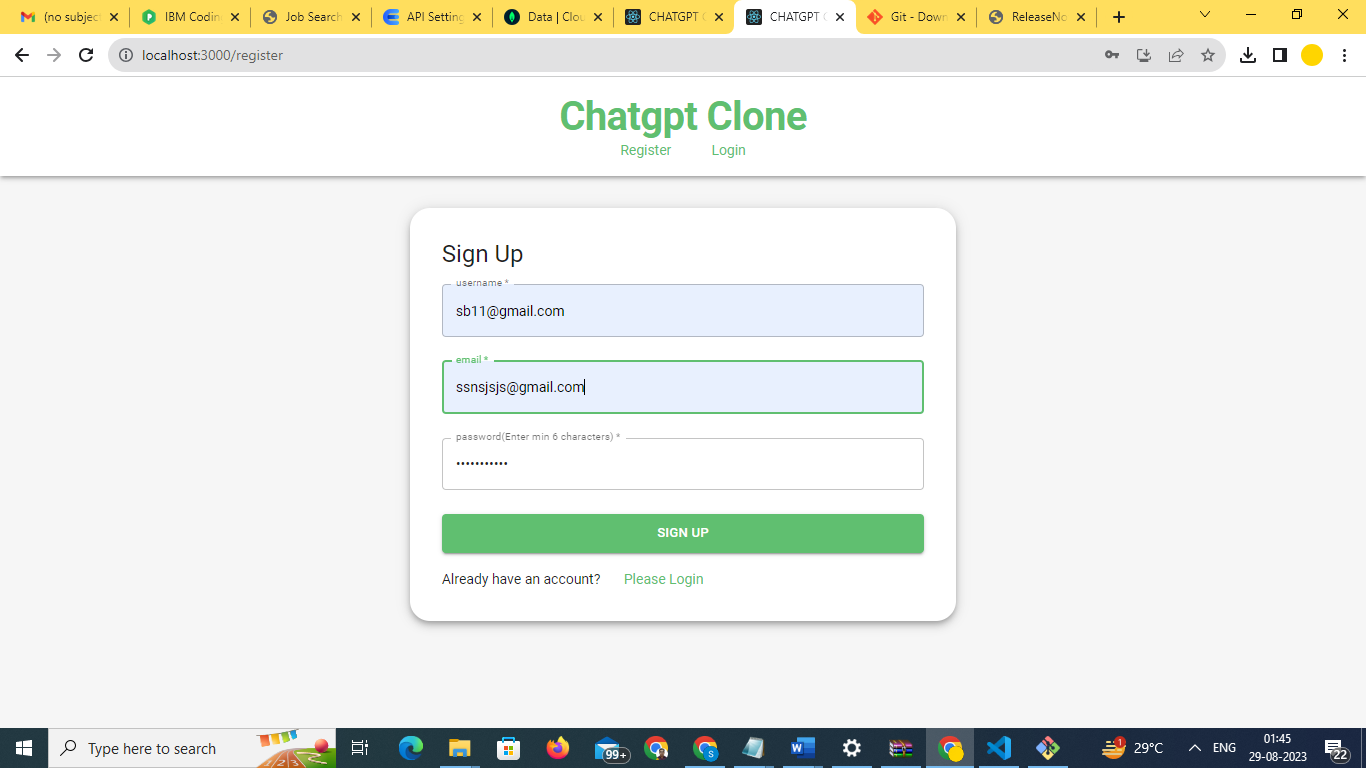 (no subject
IBM Coding
Job Search
API Setting
Data | Clou
CHATGPT C
CHATGPT C
Git - Down
ReleaseNo
localhost:3000/register
Chatgpt Clone
Register Login
Sign Up
username *
sb11@gmail.com
email *
ssnsjsjs@gmail.com
password(Enter min 6 characters) *
•••••••••••
SIGN UP
Already have an account? Please Login
Type here to search
99+
S
W
1
29°C
ENG
01:45
29-08-2023
22